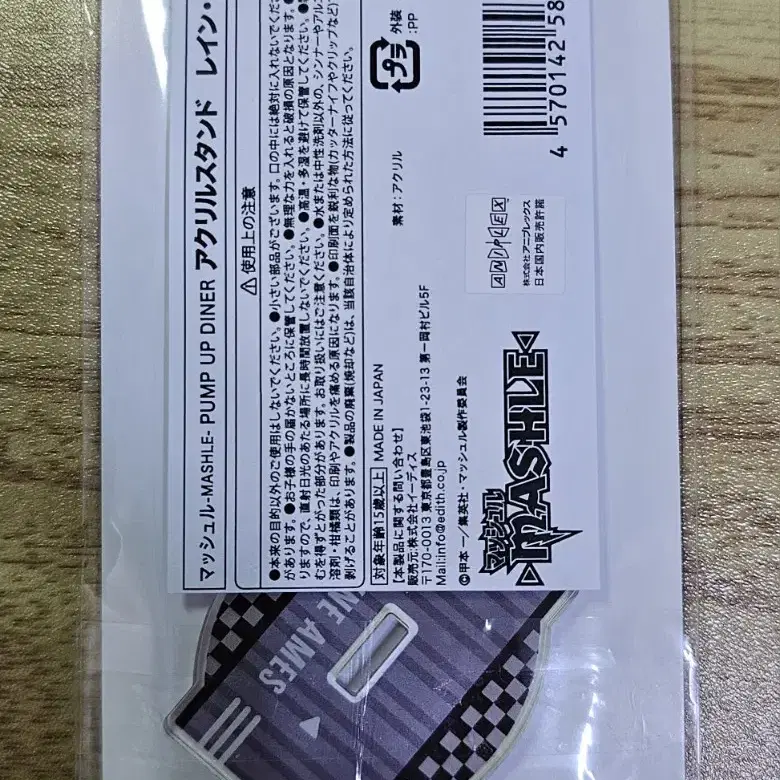 マッシュル-MASHLE- PUMP UP DINER アクリルスタンド レイン・
⚠使用上の注意
●本来の目的以外のご使用はしないでください。●小さい部品がございます。口の中には絶対に入れないでくだ
があります。●お子様の手の届かないところに保管してください。●無理な力を入れると破損の原因となります。●
りますので、直射日光のあたる場所に長時間放置しないでください。●高温・多湿を避けて保管してください。●
むを得ずとがった部分があります。お取り扱いにはご注意ください。●水または中性洗剤以外の、シンナーやアルコ
溶剤・柑橘類は、印刷やアクリルを痛める原因になります。●印刷面を鋭利な物(カッターナイフやクリップなど)
剥げることがあります。●製品の廃棄(焼却など)は、当該自治体により定められた方法に従ってください。
対象年齢15歳以上 MADE IN JAPAN
【本製品に関する問い合わせ】
販売元:株式会社イーディス
〒170-0013 東京都豊島区東池袋1-23-13 第一岡村ビル5F
Mail:info@edith.co.jp
©甲本一／集英社・マッシュル製作委員会
素材:アクリル
プラ
外装
:PP
4 570142 58
ANIPLEX
株式会社アニプレックス
日本国内販売許諾
マッシュル
MASHLE
NE AMES